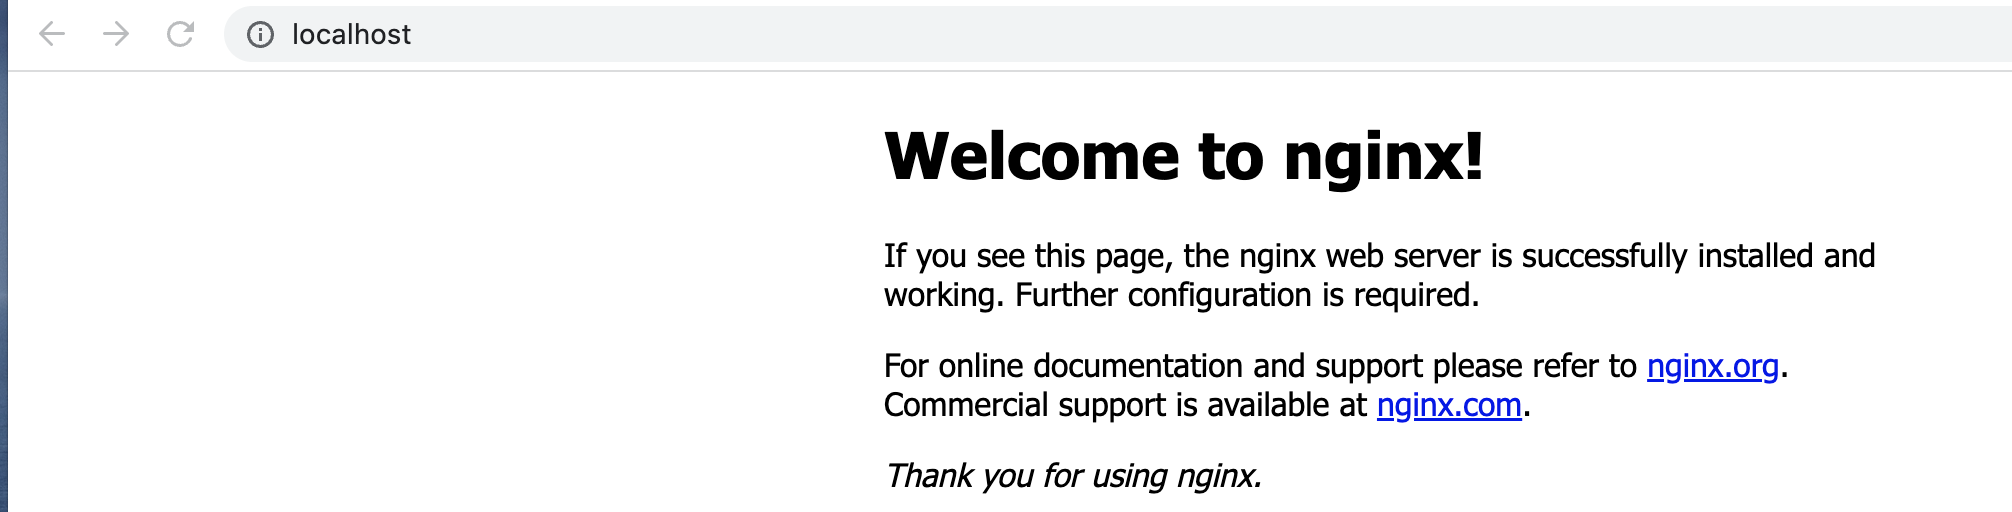 localhost
Welcome to nginx!
If you see this page, the nginx web server is successfully installed and
working. Further configuration is required.
For online documentation and support please refer to nginx.org.
Commercial support is available at nginx.com.
Thank you for using nginx.